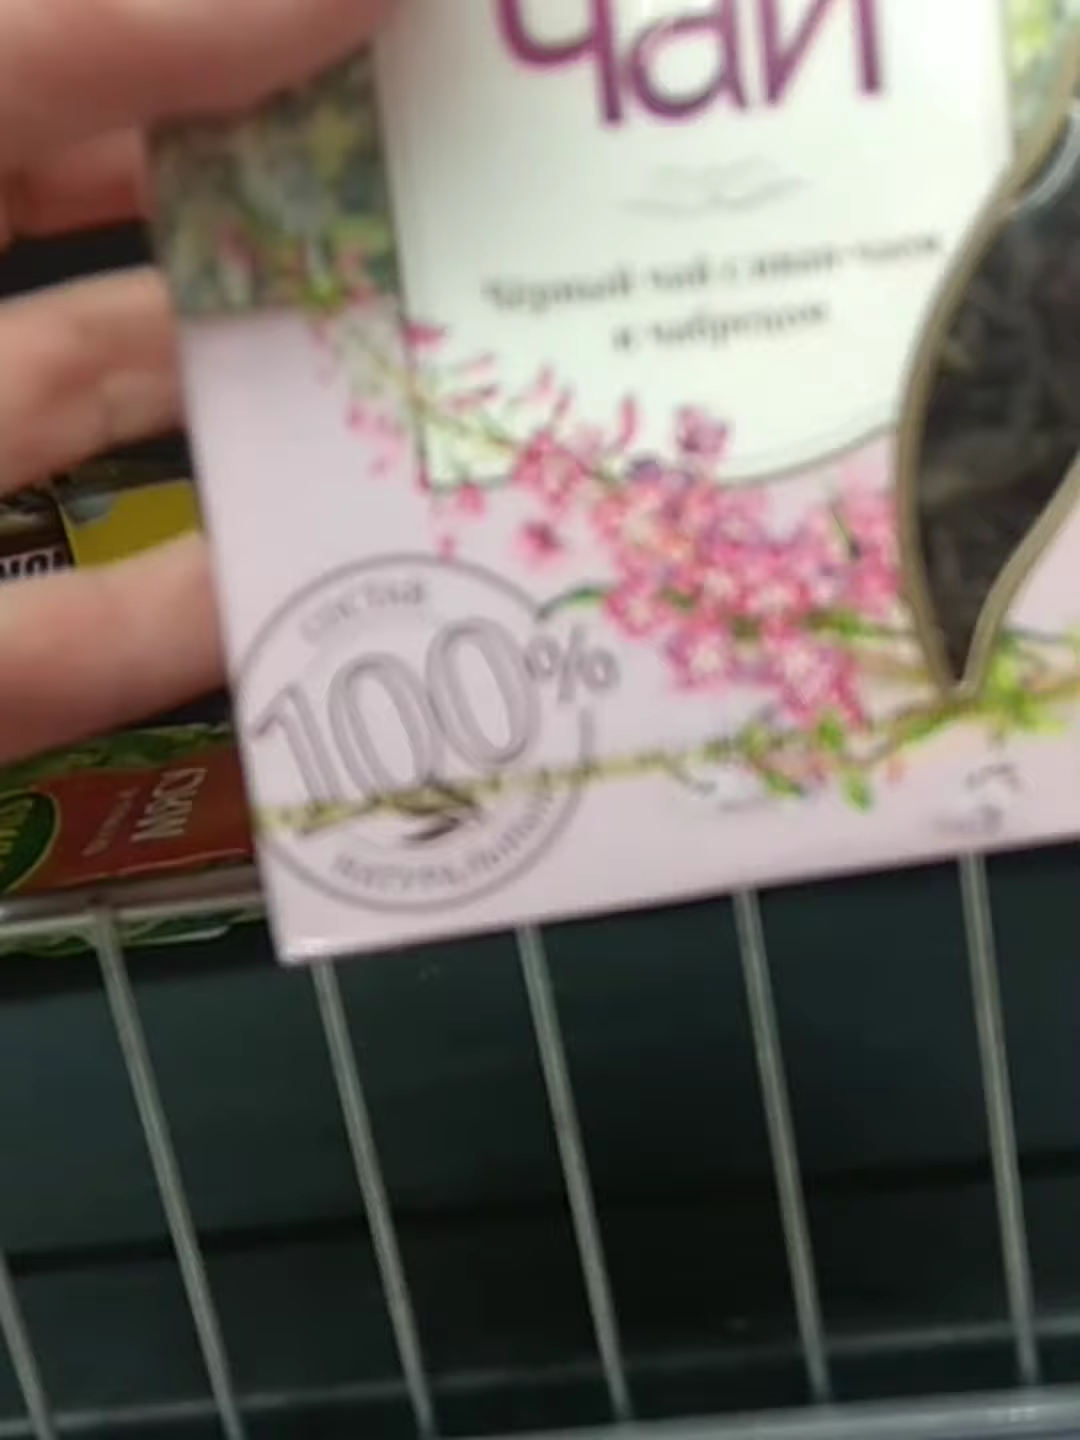 чай
Чёрный чай с иван-чаем
и чабрецом
СОСТАВ
100%
НАТУРАЛЬНЫЙ